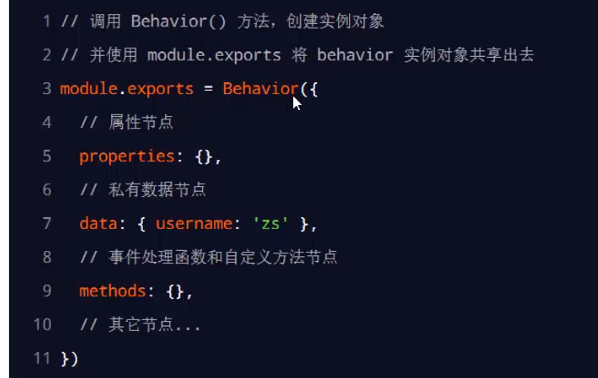 1 // 调用 Behavior() 方法，创建实例对象
2 // 并使用 module.exports 将 behavior 实例对象共享出去
3 module.exports = Behavior({
4   // 属性节点
5   properties: {},
6   // 私有数据节点
7   data: { username: 'zs' },
8   // 事件处理函数和自定义方法节点
9   methods: {},
10   // 其它节点...
11 })